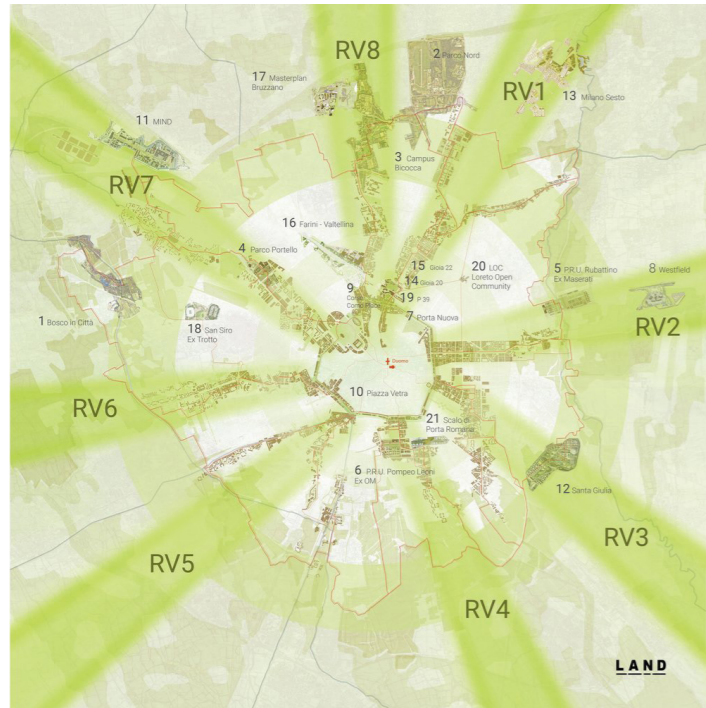 RV8
2 Parco Nord
17 Masterplan
Bruzzano
RV1
13 Milano Sesto
11 MIND
3 Campus
Bicocca
RV7
16 Farini - Valtellina
4 Parco Portello
15 Gioia 22
20 LOC
Loreto Open
Community
5 P.R.U. Rubattino
Ex Maserati
8 Westfield
14 Gioia 20
9
Corso
Como
19 P 39
1 Bosco in Città
18 San Siro
Ex Trotto
7 Porta Nuova
RV2
Duomo
10 Piazza Vetra
RV6
21 Scalo di
Porta Romana
6 P.R.U. Pompeo Leoni
Ex OM
12 Santa Giulia
RV3
RV5
RV4
LAND